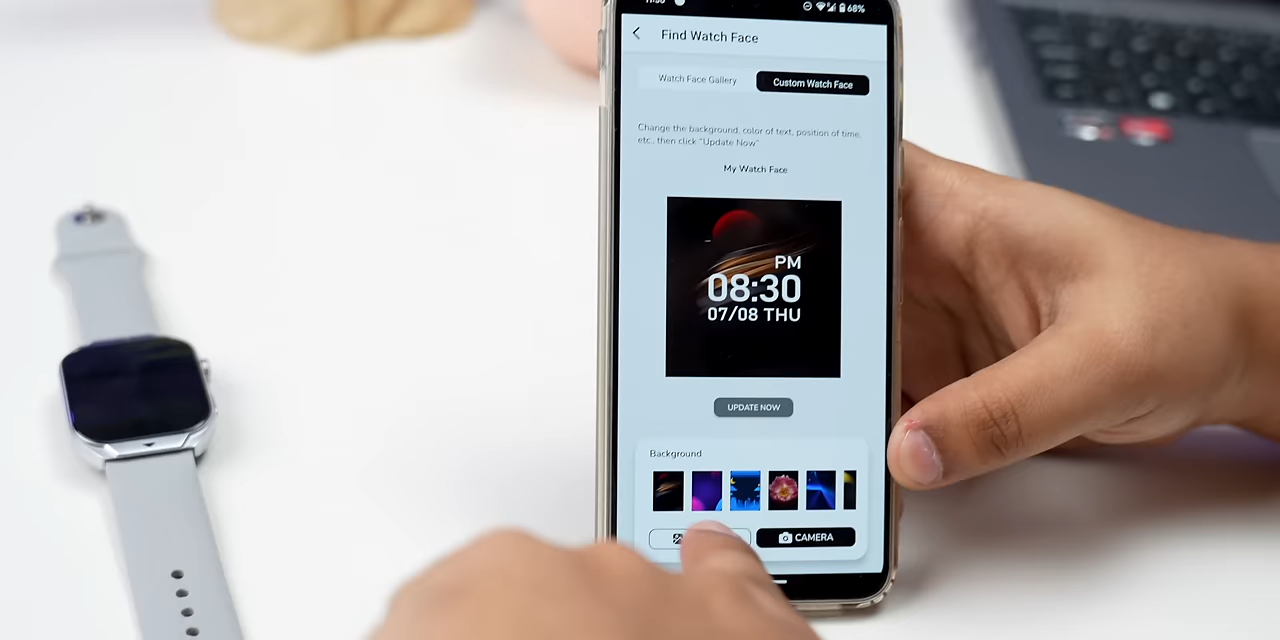 68%
Find Watch Face
Watch Face Gallery
Custom Watch Face
Change the background, color of text, position of time,
etc., then click "Update Now"
My Watch Face
PM
08:30
07/08 THU
UPDATE NOW
Background
CAMERA